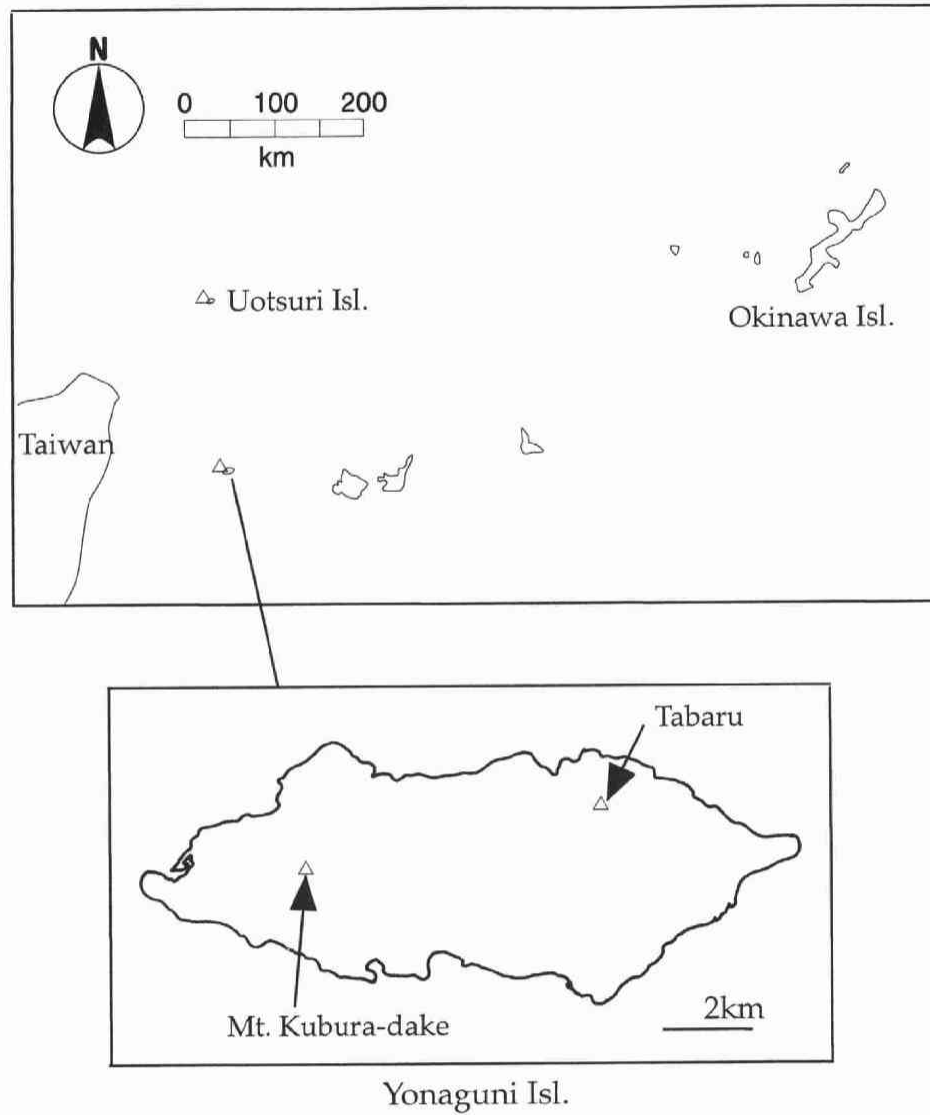 N
0 100 200
km
Uotsuri Isl.
Okinawa Isl.
Taiwan
Tabaru
Mt. Kubura-dake
2km
Yonaguni Isl.